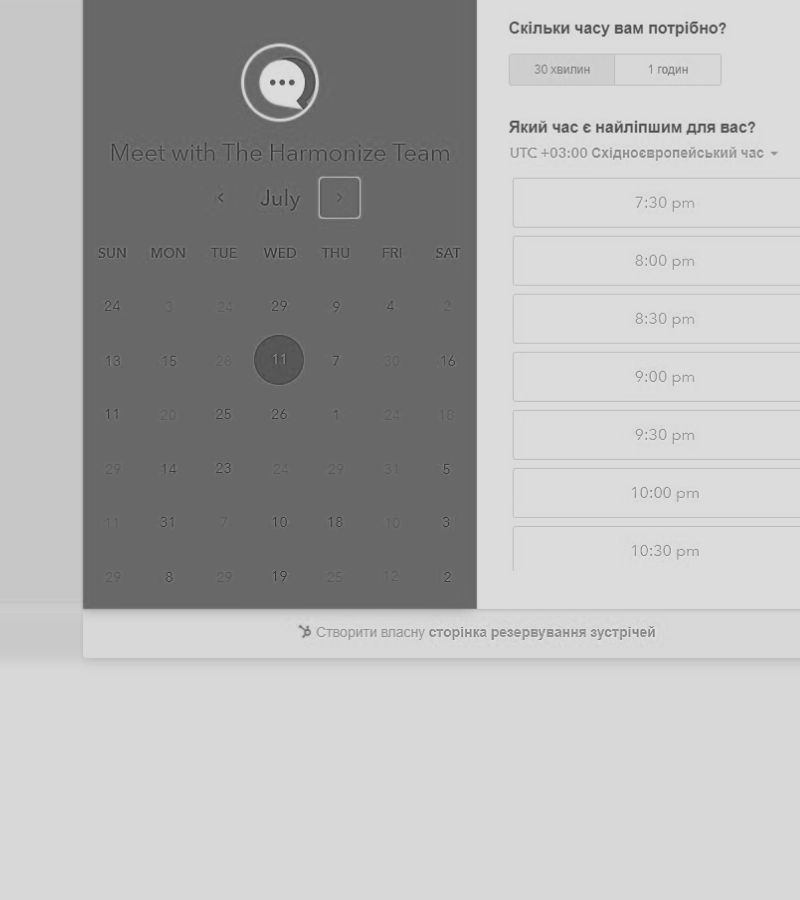 Meet with The Harmonize Team
July
SUN MON TUE WED THU FRI SAT
24 3 24 29 9 4 2
13 15 28 11 7 30 16
11 20 25 26 1 24 18
29 14 23 24 29 31 5
11 31 7 10 18 10 3
29 8 29 19 25 12 2
Скільки часу вам потрібно?
30 хвилин 1 годин
Який час є найліпшим для вас?
UTC +03:00 Східноєвропейський час
7:30 pm
8:00 pm
8:30 pm
9:00 pm
9:30 pm
10:00 pm
10:30 pm
Створити власну сторінка резервування зустрічей